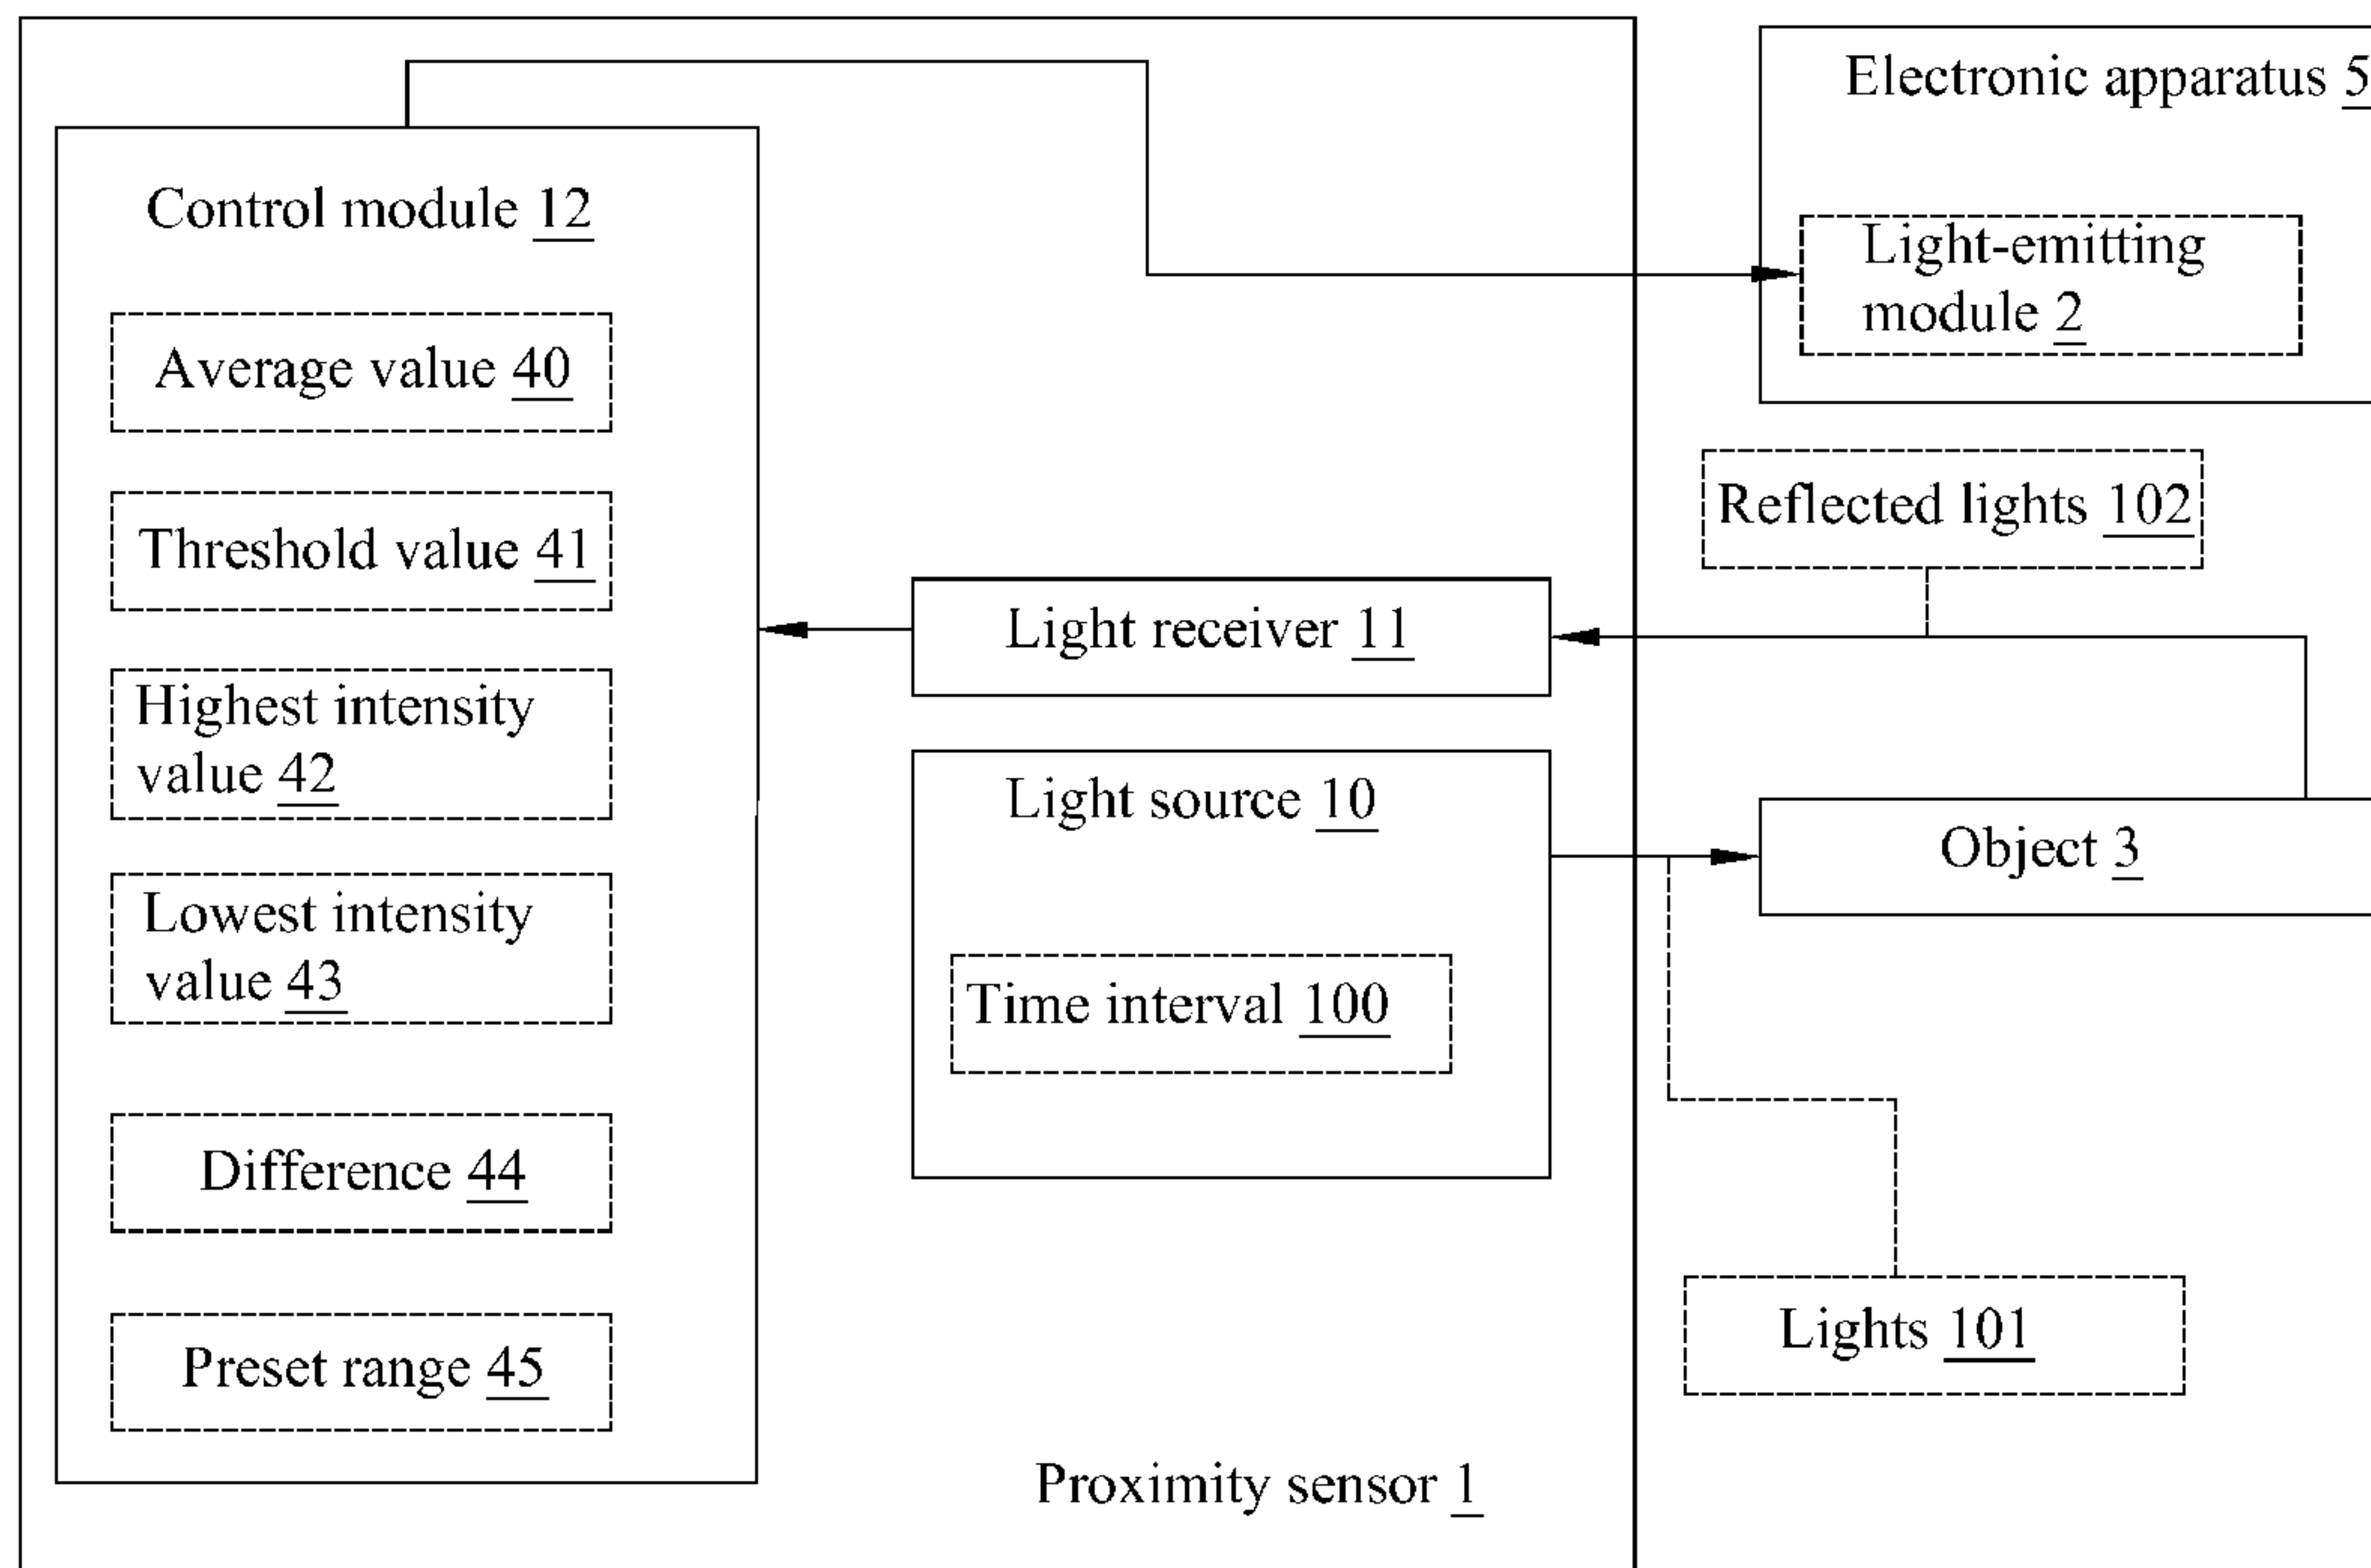 Control module 12
Average value 40
Threshold value 41
Highest intensity
value 42
Lowest intensity
value 43
Difference 44
Preset range 45
Light receiver 11
Light source 10
Time interval 100
Proximity sensor 1
Electronic apparatus 5
Light-emitting
module 2
Reflected lights 102
Object 3
Lights 101